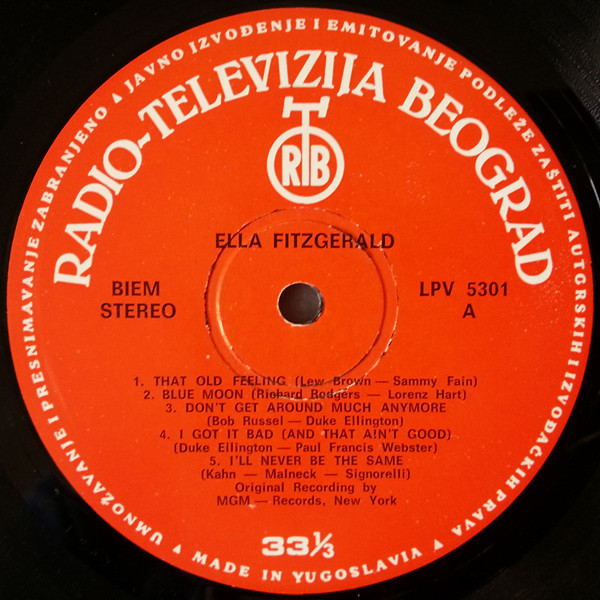 UMNOŽAVANJE I PRESNIMAVANJE ZABRANJENO ▲ JAVNO IZVOĐENJE I EMITOVANJE PODLEŽE ZAŠTITI AUTORSKIH I IZVOĐAČKIH PRAVA ▲
RADIO-TELEVIZIJA BEOGRAD
RTB
ELLA FITZGERALD
BIEM
STEREO
LPV 5301
A
1. THAT OLD FEELING (Lew Brown — Sammy Fain)
2. BLUE MOON (Richard Rodgers — Lorenz Hart)
3. DON'T GET AROUND MUCH ANYMORE
(Bob Russel — Duke Ellington)
4. I GOT IT BAD (AND THAT A!N'T GOOD)
(Duke Ellington — Paul Francis Webster)
5. I'LL NEVER BE THE SAME
(Kahn — Malneck — Signorelli)
Original Recording by
MGM — Records, New York
33⅓
MADE IN YUGOSLAVIA ▲